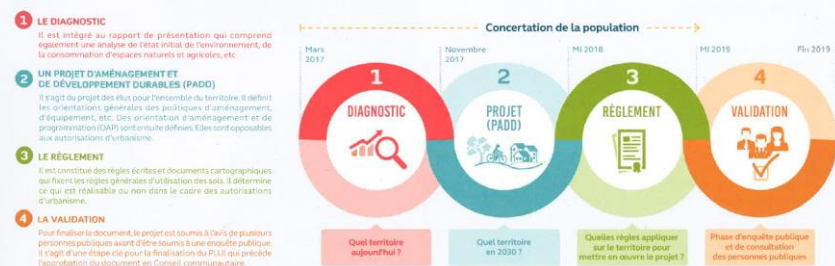 1 LE DIAGNOSTIC
Il est intégré au rapport de présentation qui comprend
également une analyse de l'état initial de l'environnement, de
la consommation d'espaces naturels et agricoles, etc
2 UN PROJET D'AMÉNAGEMENT ET
DE DÉVELOPPEMENT DURABLES (PADD)
Il s'agit du projet des élus pour l'ensemble du territoire. Il définit
les orientations générales des politiques d'aménagement,
d'équipement, etc. Des orientation d'aménagement et de
programmation (OAP) sont ensuite définies. Elles sont opposables
aux autorisations d'urbanisme.
3 LE RÈGLEMENT
Il est constitué des règles écrites et documents cartographiques
qui fixent les règles générales d'utilisation des sols. Il détermine
ce qui est réalisable ou non dans le cadre des autorisations
d'urbanisme.
4 LA VALIDATION
Pour finaliser le document, le projet est soumis à l'avis de plusieurs
personnes publiques avant d'être soumis à une enquête publique.
Il s'agit d'une étape clé pour la finalisation du PLUi qui précède
l'approbation du document en Conseil communautaire.
Concertation de la population
Mars
2017
Novembre
2017
MI 2018
MI 2019
Fin 2019
1
DIAGNOSTIC
2
PROJET
(PADD)
3
RÈGLEMENT
4
VALIDATION
Quel territoire
aujourd'hui ?
Quel territoire
en 2030 ?
Quelles règles appliquer
sur le territoire pour
mettre en œuvre le projet ?
Phase d'enquête publique
et de consultation
des personnes publiques